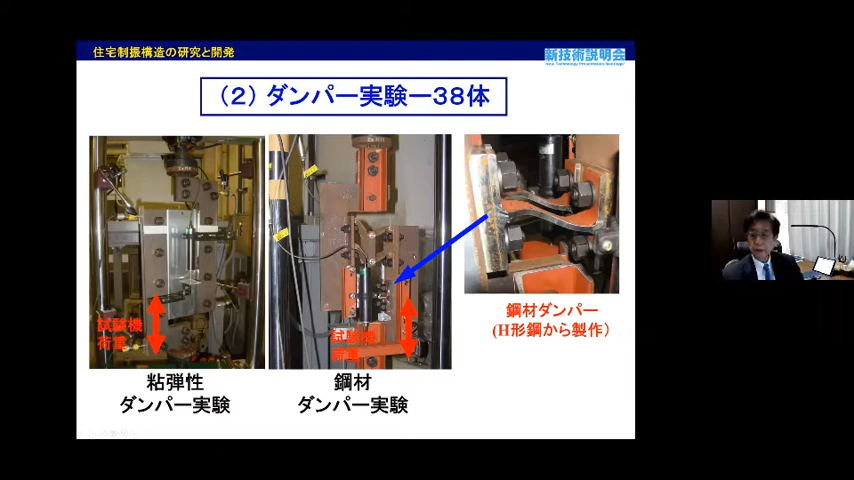 住宅制振構造の研究と開発
新技術説明会
New Technology Presentation Meetings!
(2) ダンパー実験ー38体
試験機
荷重
試験機
荷重
鋼材ダンパー
(H形鋼から製作)
粘弾性
ダンパー実験
鋼材
ダンパー実験